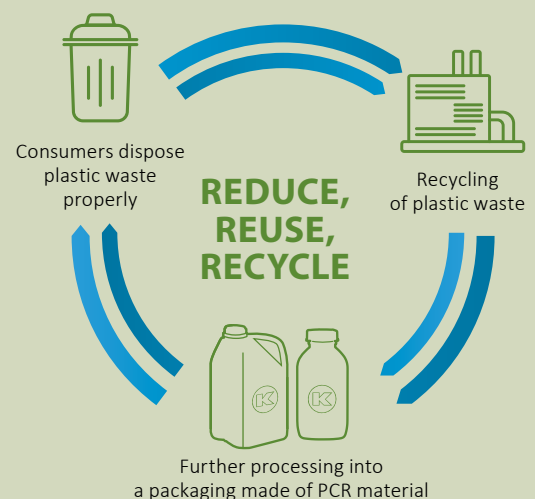 Consumers dispose
plastic waste
properly
Recycling
of plastic waste
REDUCE,
REUSE,
RECYCLE
K
K
Further processing into
a packaging made of PCR material